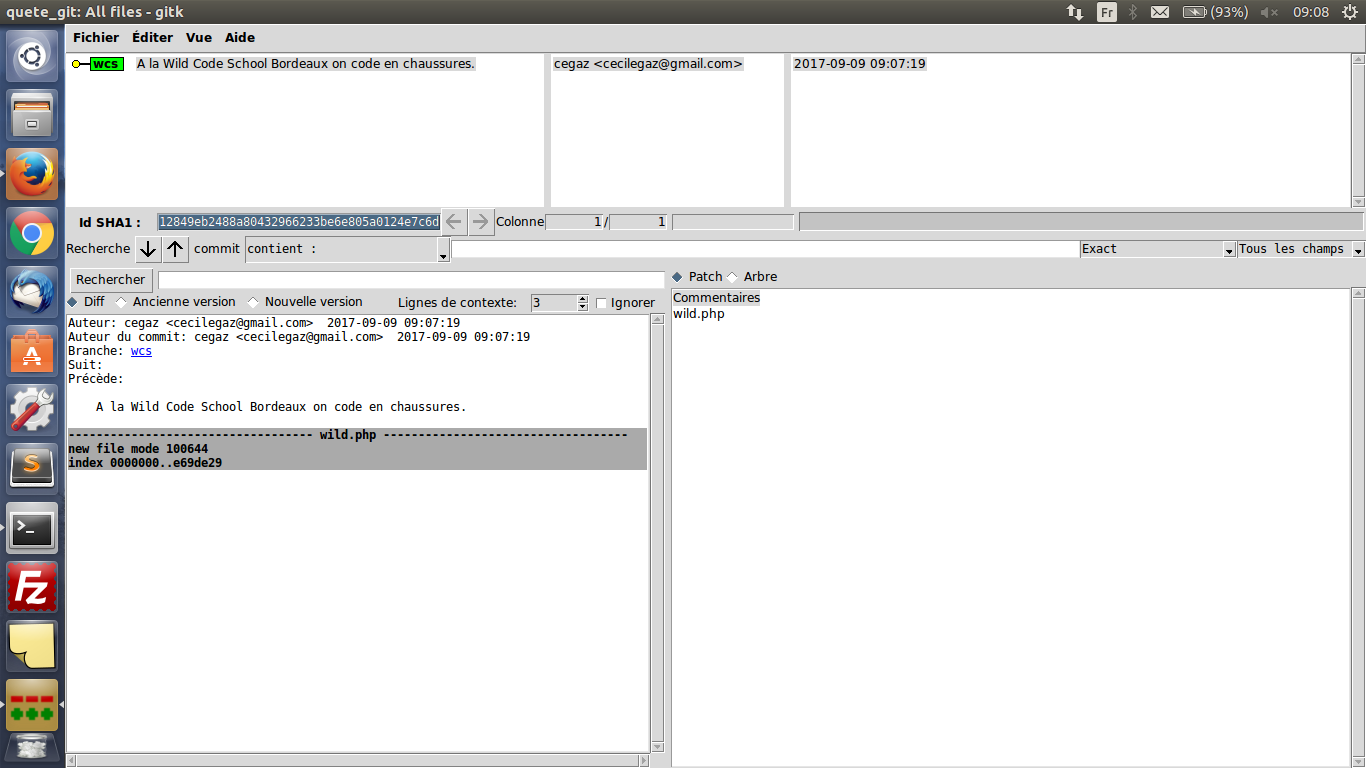 quete_git: All files - gitk
Fr (93%) 09:08
Fichier Éditer Vue Aide
wcs A la Wild Code School Bordeaux on code en chaussures. cegaz <cecilegaz@gmail.com> 2017-09-09 09:07:19
Id SHA1 : 12849eb2488a80432966233be6e805a0124e7c6d Colonne 1 / 1
Recherche commit contient : Exact Tous les champs
Rechercher Patch Arbre
Diff Ancienne version Nouvelle version Lignes de contexte: 3 Ignorer
Commentaires
wild.php
Auteur: cegaz <cecilegaz@gmail.com> 2017-09-09 09:07:19
Auteur du commit: cegaz <cecilegaz@gmail.com> 2017-09-09 09:07:19
Branche: wcs
Suit:
Précède:
A la Wild Code School Bordeaux on code en chaussures.
----------------------------------- wild.php -----------------------------------
new file mode 100644
index 0000000..e69de29